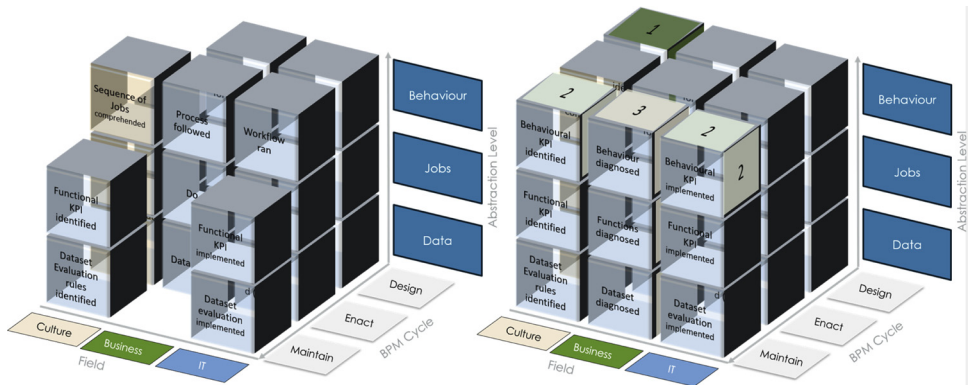 Sequence of
Jobs
comprehended
Process
followed
Workflow
ran
Functional
KPI
identified
Do
Functional
KPI
implemented
Dataset
Evaluation
rules
identified
Data
Dataset
evaluation
implemented
Behaviour
Jobs
Data
Abstraction Level
Design
Enact
Maintain
BPM Cycle
Culture
Business
IT
Field
1
2
3
2
2
Behavioural
KPI
identified
Behaviour
diagnosed
Behavioural
KPI
implemented
Functional
KPI
identified
Functions
diagnosed
Functional
KPI
implemented
Dataset
Evaluation
rules
identified
Dataset
diagnosed
Dataset
evaluation
implemented
Behaviour
Jobs
Data
Abstraction Level
Design
Enact
Maintain
BPM Cycle
Culture
Business
IT
Field